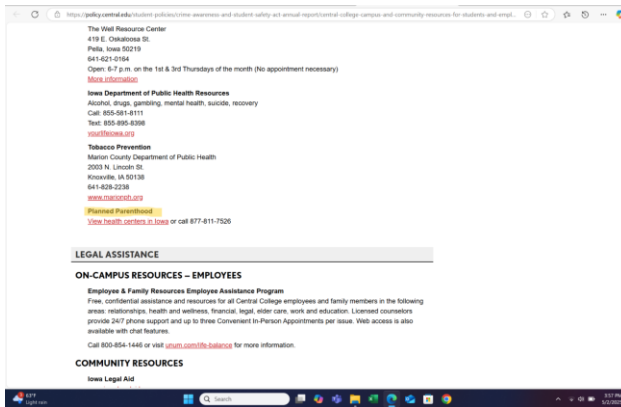 https://policy.central.edu/student-policies/crime-awareness-and-student-safety-act-annual-report/central-college-campus-and-community-resources-for-students-and-empl...
The Well Resource Center
419 E. Oskaloosa St.
Pella, Iowa 50219
641-621-0164
Open: 6-7 p.m. on the 1st & 3rd Thursdays of the month (No appointment necessary)
More information
Iowa Department of Public Health Resources
Alcohol, drugs, gambling, mental health, suicide, recovery
Call: 855-581-8111
Text: 855-895-8398
yourlifeiowa.org
Tobacco Prevention
Marion County Department of Public Health
2003 N. Lincoln St.
Knoxville, IA 50138
641-828-2238
www.marionph.org
Planned Parenthood
View health centers in Iowa or call 877-811-7526
LEGAL ASSISTANCE
ON-CAMPUS RESOURCES – EMPLOYEES
Employee & Family Resources Employee Assistance Program
Free, confidential assistance and resources for all Central College employees and family members in the following
areas: relationships, health and wellness, financial, legal, elder care, work and education. Licensed counselors
provide 24/7 phone support and up to three Convenient In-Person Appointments per issue. Web access is also
available with chat features.
Call 800-854-1446 or visit unum.com/life-balance for more information.
COMMUNITY RESOURCES
Iowa Legal Aid
Light rain
Search
3:57 PM
5/2/2025